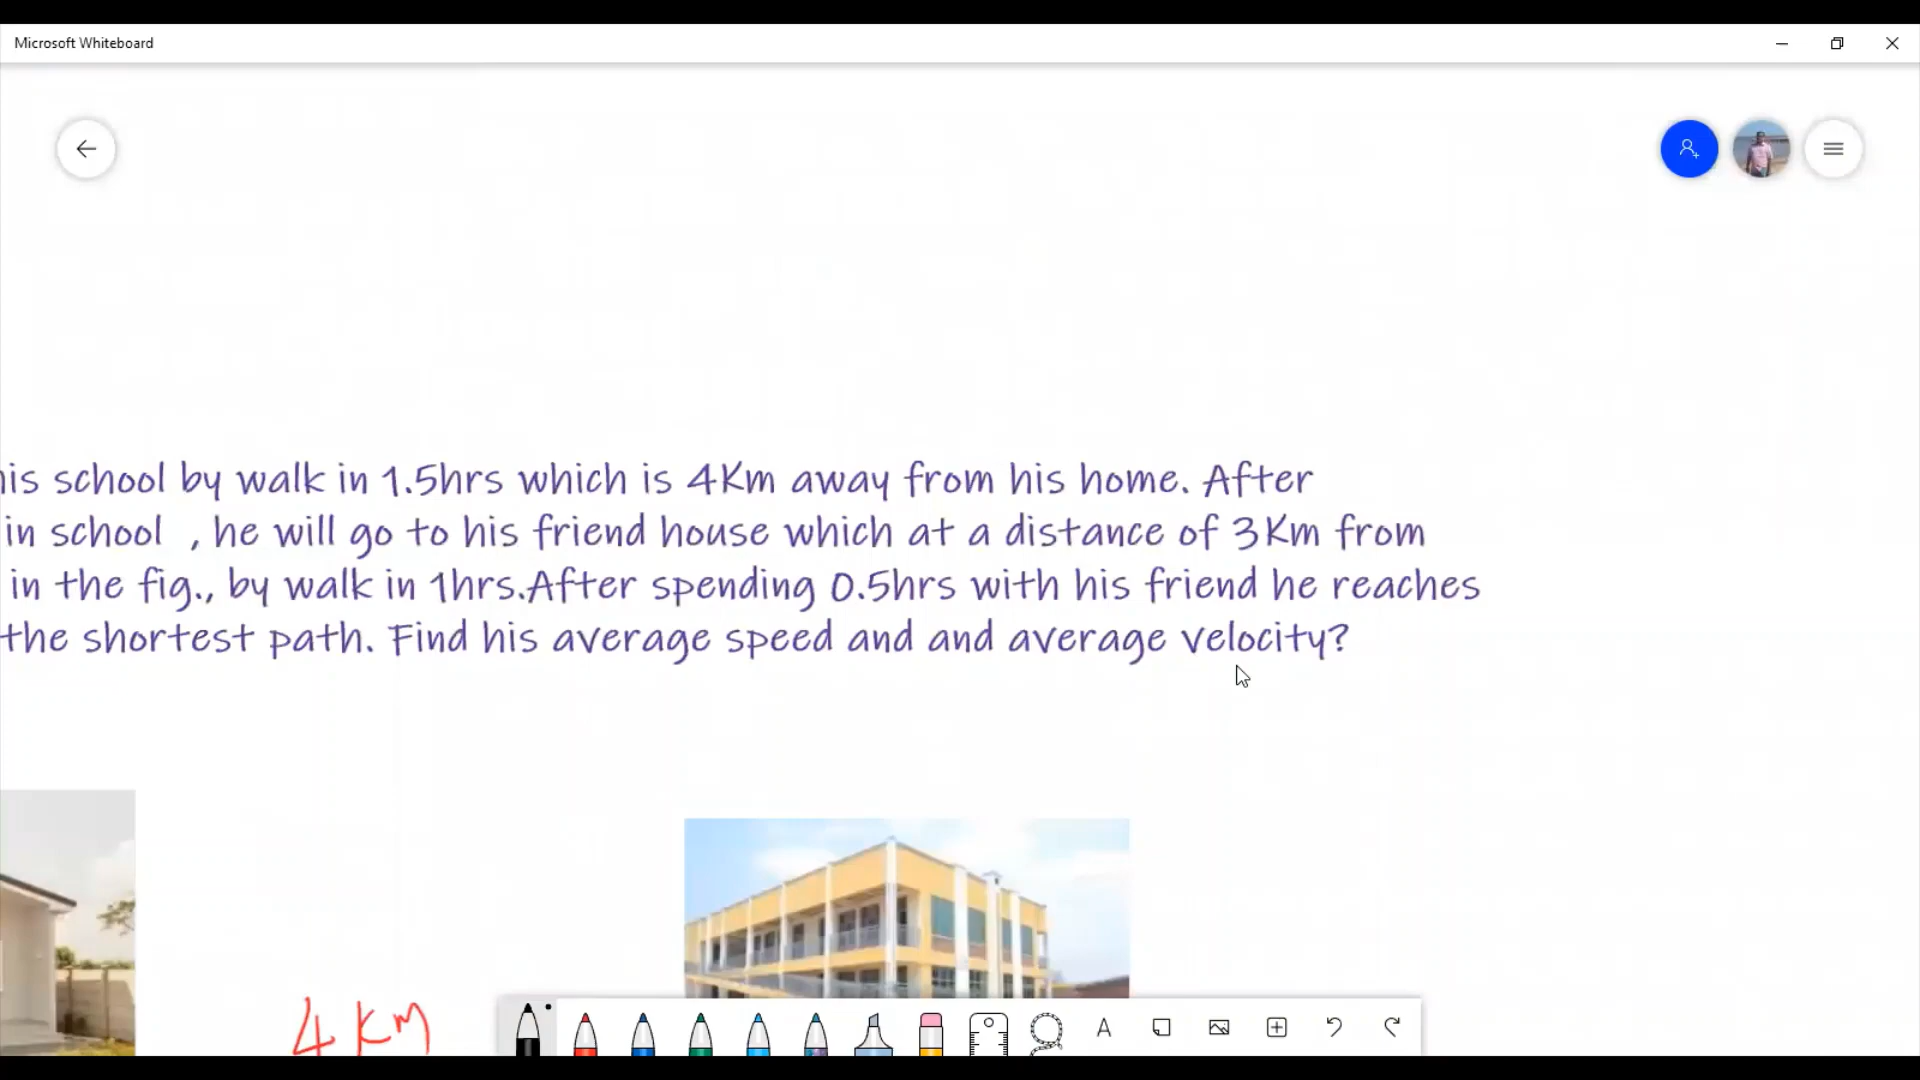 Microsoft Whiteboard
his school by walk in 1.5hrs which is 4Km away from his home. After
in school , he will go to his friend house which at a distance of 3Km from
in the fig., by walk in 1hrs.After spending 0.5hrs with his friend he reaches
the shortest path. Find his average speed and and average velocity?
4 Km